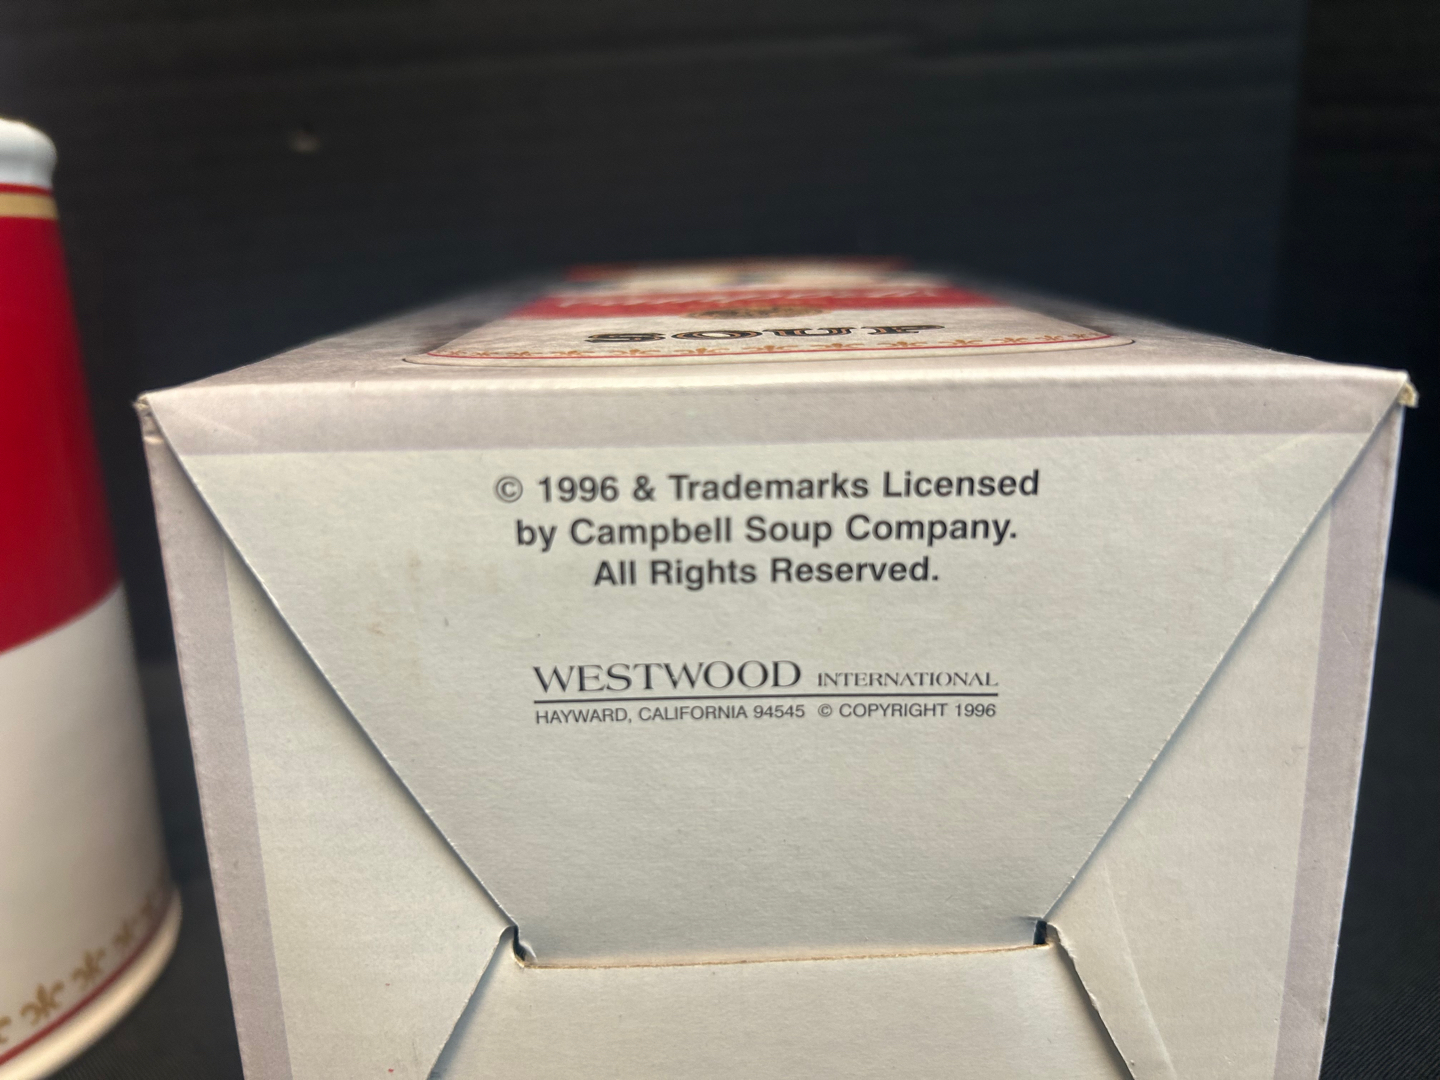 SOUP
© 1996 & Trademarks Licensed
by Campbell Soup Company.
All Rights Reserved.
WESTWOOD INTERNATIONAL
HAYWARD, CALIFORNIA 94545 © COPYRIGHT 1996